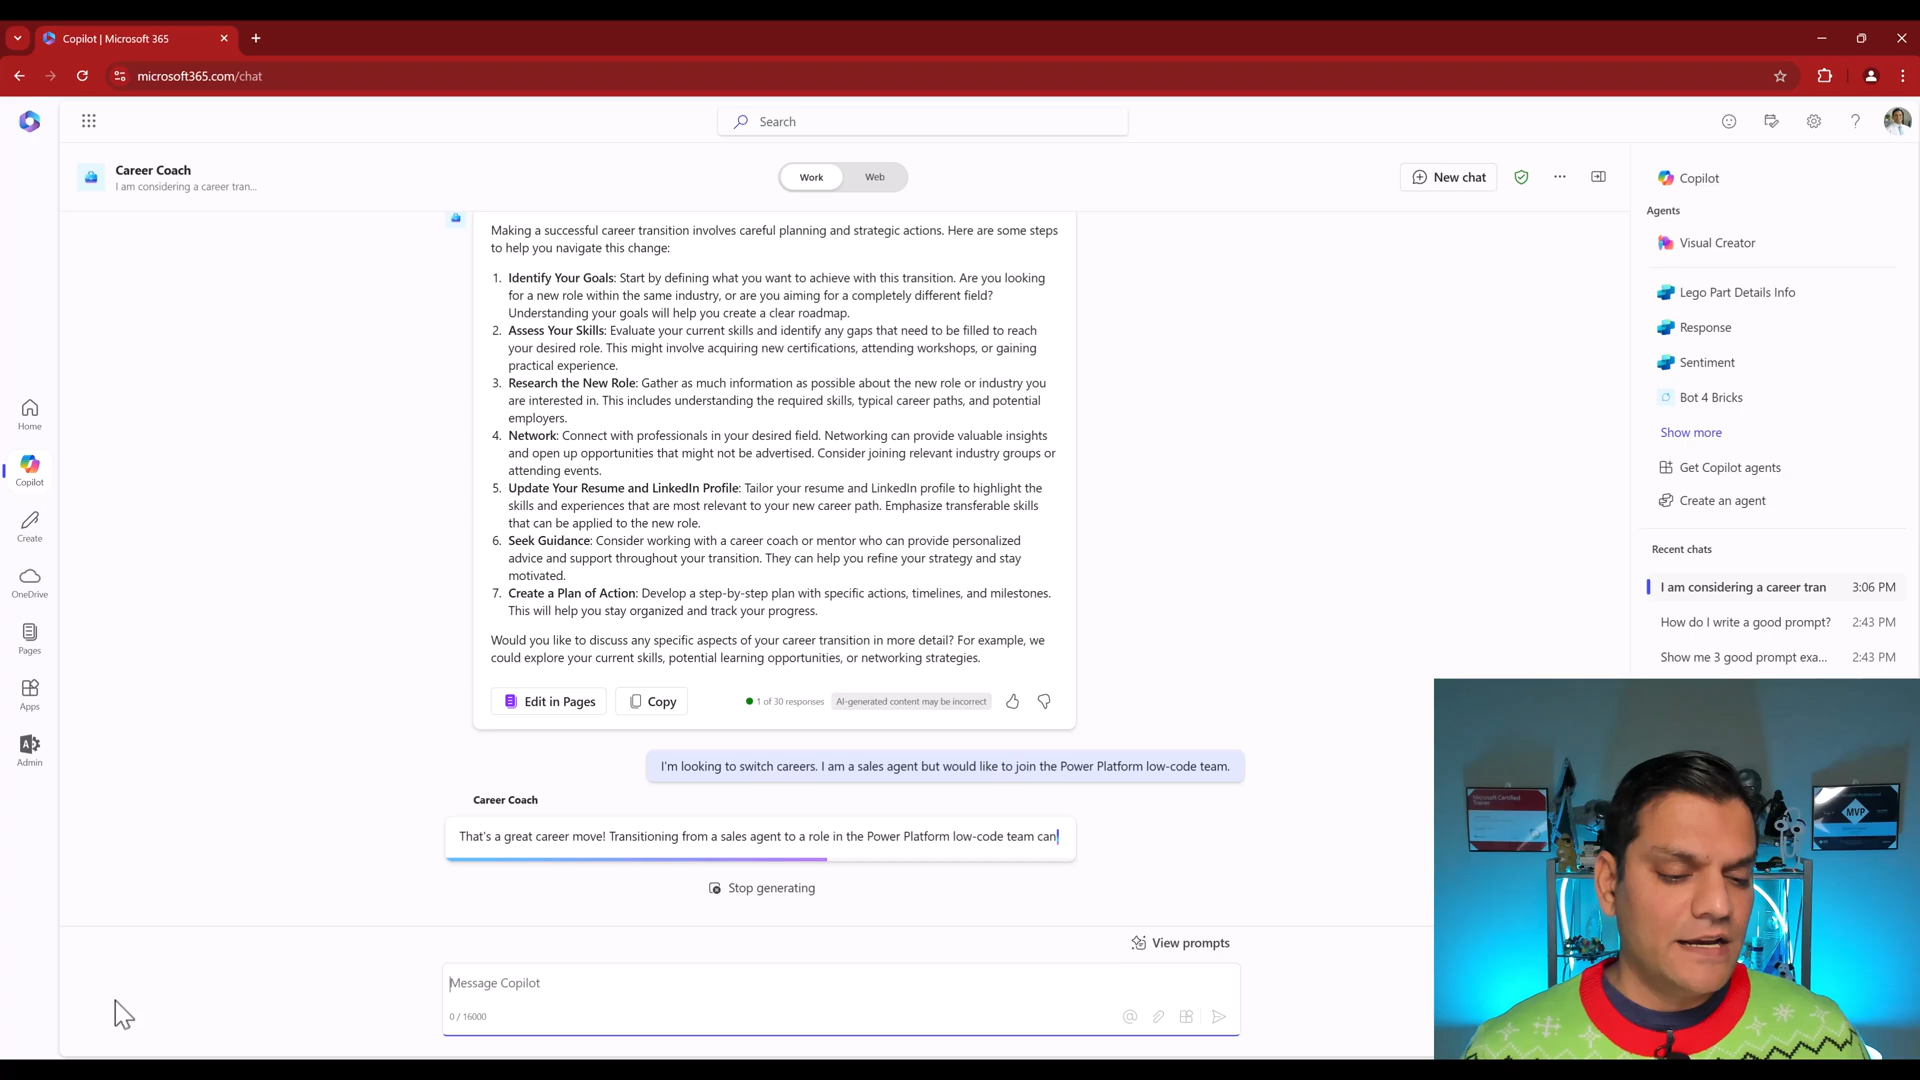 Copilot | Microsoft 365
microsoft365.com/chat
Search
Career Coach
I am considering a career tran...
Work
Web
New chat
Making a successful career transition involves careful planning and strategic actions. Here are some steps
to help you navigate this change:
1. Identify Your Goals: Start by defining what you want to achieve with this transition. Are you looking
for a new role within the same industry, or are you aiming for a completely different field?
Understanding your goals will help you create a clear roadmap.
2. Assess Your Skills: Evaluate your current skills and identify any gaps that need to be filled to reach
your desired role. This might involve acquiring new certifications, attending workshops, or gaining
practical experience.
3. Research the New Role: Gather as much information as possible about the new role or industry you
are interested in. This includes understanding the required skills, typical career paths, and potential
employers.
4. Network: Connect with professionals in your desired field. Networking can provide valuable insights
and open up opportunities that might not be advertised. Consider joining relevant industry groups or
attending events.
5. Update Your Resume and LinkedIn Profile: Tailor your resume and LinkedIn profile to highlight the
skills and experiences that are most relevant to your new career path. Emphasize transferable skills
that can be applied to the new role.
6. Seek Guidance: Consider working with a career coach or mentor who can provide personalized
advice and support throughout your transition. They can help you refine your strategy and stay
motivated.
7. Create a Plan of Action: Develop a step-by-step plan with specific actions, timelines, and milestones.
This will help you stay organized and track your progress.
Would you like to discuss any specific aspects of your career transition in more detail? For example, we
could explore your current skills, potential learning opportunities, or networking strategies.
Edit in Pages
Copy
1 of 30 responses
AI-generated content may be incorrect
I'm looking to switch careers. I am a sales agent but would like to join the Power Platform low-code team.
Career Coach
That's a great career move! Transitioning from a sales agent to a role in the Power Platform low-code team can
Stop generating
View prompts
Message Copilot
0 / 16000
Home
Copilot
Create
OneDrive
Pages
Apps
Admin
Copilot
Agents
Visual Creator
Lego Part Details Info
Response
Sentiment
Bot 4 Bricks
Show more
Get Copilot agents
Create an agent
Recent chats
I am considering a career tran 3:06 PM
How do I write a good prompt? 2:43 PM
Show me 3 good prompt exa... 2:43 PM
Microsoft Certified
Trainer
MVP